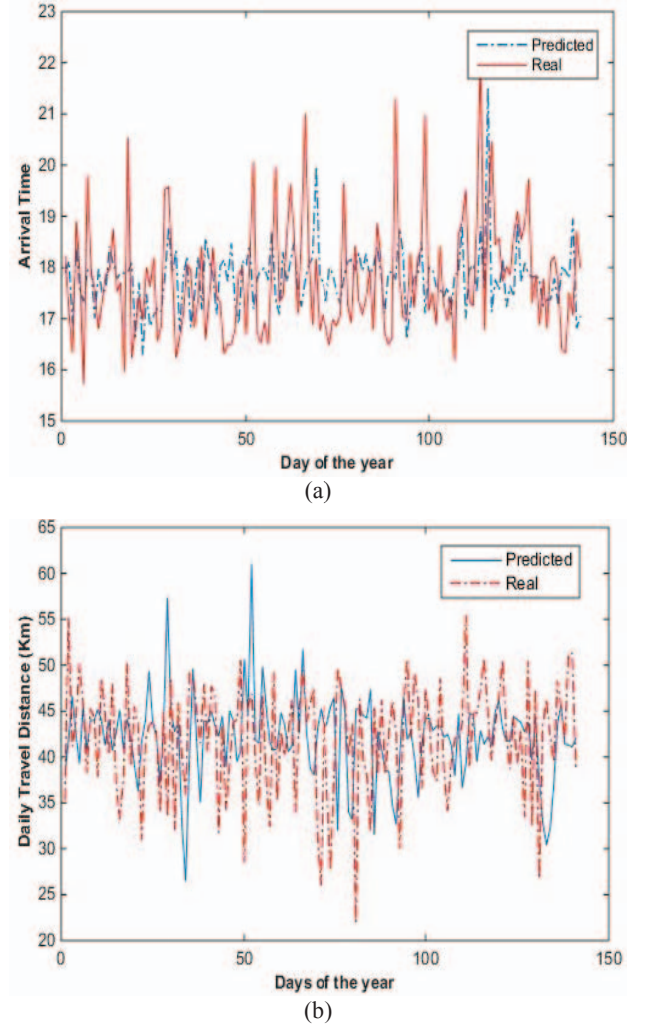 23
22
21
20
19
18
17
16
15
Arrival Time
Predicted
Real
0
50
100
150
Day of the year
(a)
65
60
55
50
45
40
35
30
25
20
Daily Travel Distance (Km)
Predicted
Real
0
50
100
150
Days of the year
(b)